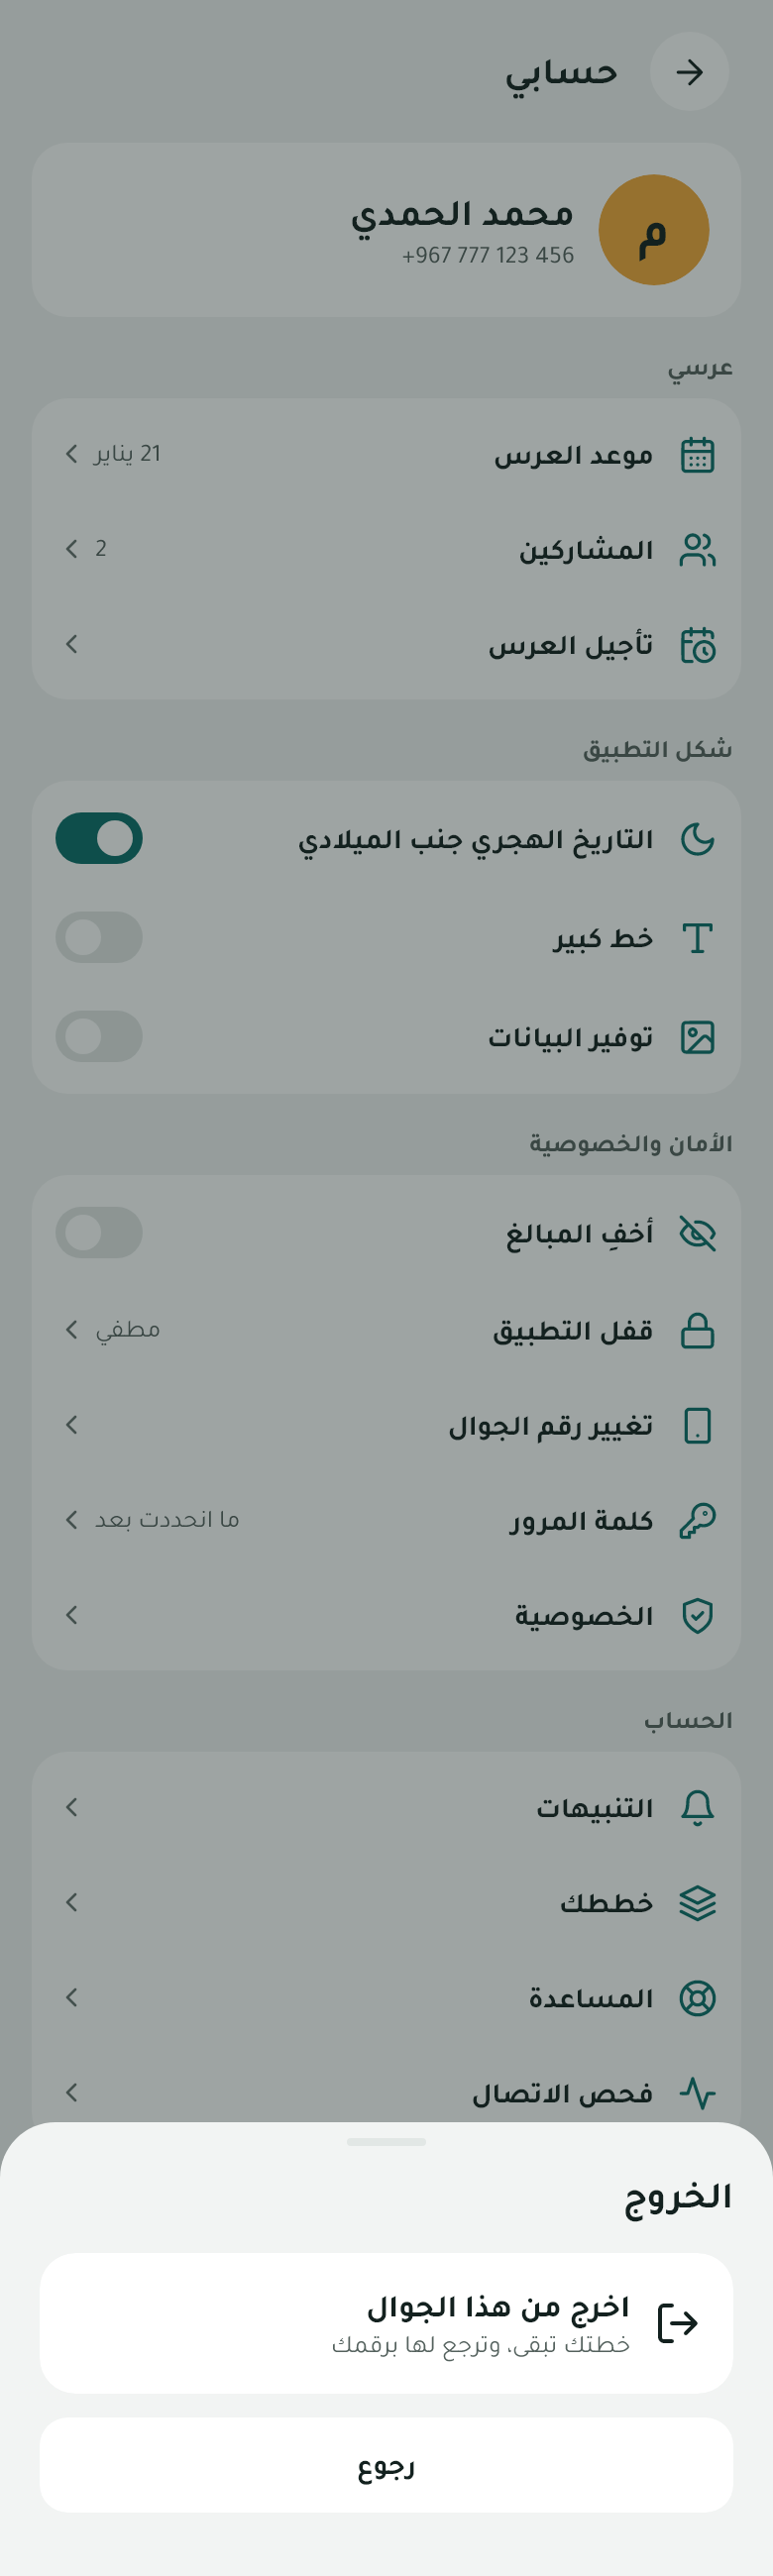 حسابي
م
محمد الحمدي
+967 777 123 456
عرسي
موعد العرس
21 يناير
المشاركين
2
تأجيل العرس
شكل التطبيق
التاريخ الهجري جنب الميلادي
خط كبير
توفير البيانات
الأمان والخصوصية
أخفِ المبالغ
قفل التطبيق
مطفي
تغيير رقم الجوال
كلمة المرور
ما انحددت بعد
الخصوصية
الحساب
التنبيهات
خططك
المساعدة
فحص الاتصال
الخروج
اخرج من هذا الجوال
خطتك تبقى، وترجع لها برقمك
رجوع